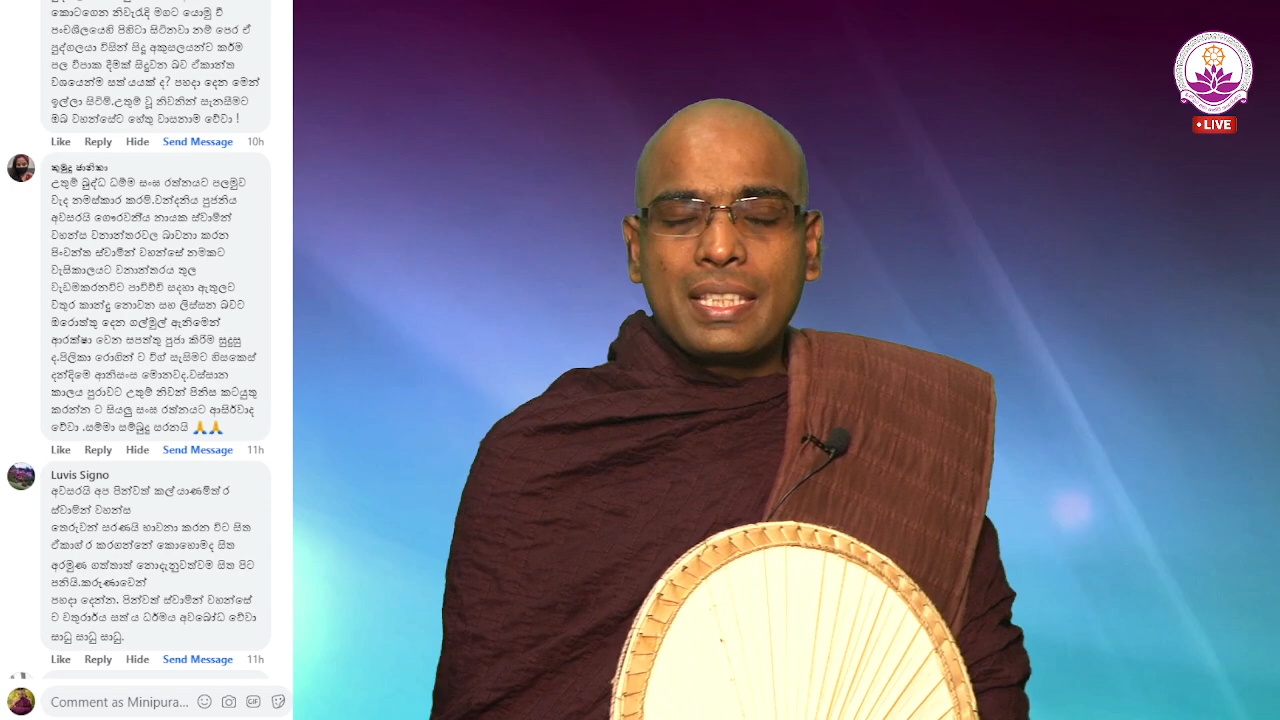 කොටගෙන නිවැරැදි මගට යොමු වී
පංචශීලයෙහි පිහිටා සිටිනවා නම් පෙර ඒ
පුද්ගලයා විසින් සිදූ අකුසලයන්ට කර්ම
පල විපාක දීමක් සිදුවන බව ඒකාන්ත
වශයෙන්ම සත්‍යයක් ද? පහදා දෙන මෙන්
ඉල්ලා සිටිමි.උතුම් වූ නිවනින් සැනසීමට
ඔබ වහන්සේට හේතු වාසනාම වේවා !
Like Reply Hide Send Message 10h
කුමුදු ජානිකා
උතුම් බුද්ධ ධම්ම සංඝ රත්නයට පලමුව
වැද නමස්කාර කරමි.වන්දනීය පුජනීය
අවසරයි ගෞරවනීය නායක ස්වාමීන්
වහන්ස වනාන්තරවල බාවනා කරන
පිංවන්ත ස්වාමීන් වහන්සේ නමකට
වැසිකාලයට වනාන්තරය තුල
වැඩමකරනවිට පාවිච්චි සදහා ඇතුලට
වතුර කාන්දු නොවන සහ ලිස්සන බවට
ඔරොත්තු දෙන ගල්මුල් ඇනිමෙන්
ආරක්ෂා වෙන සපත්තු පුජා කිරීම සුදුසු
ද.පිලිකා රොගීන් ට විග් සැසීමට හිසකෙස්
දන්දිමේ ආනිසංස මොනවද.වස්සාන
කාලය පුරාවට උතුම් නිවන් පිනිස කටයුතු
කරන්න ට සියලු සංඝ රත්නයට ආසිර්වාද
වේවා .සම්මා සම්බුදු සරනයි 🙏🙏
Like Reply Hide Send Message 11h
Luvis Signo
අවසරයි අප පින්වත් කල්‍යාණමිත්‍ර
ස්වාමින් වහන්ස
තෙරුවන් සරණයි භාවනා කරන විට සිත
ඒකාග්‍ර කරගන්නේ කොහොමද සිත
අරමුණ ගත්තාත් නොදැනුවත්වම සිත පිට
පනියි.කරුණාවෙන්
පහදා දෙන්න. පින්වත් ස්වාමින් වහන්සේ
ට වතුරාර්ය සත්‍ය ධර්මය අවබෝධ වේවා
සාධු සාධු සාධු.
Like Reply Hide Send Message 11h
Comment as Minipura...
GIF
LIVE